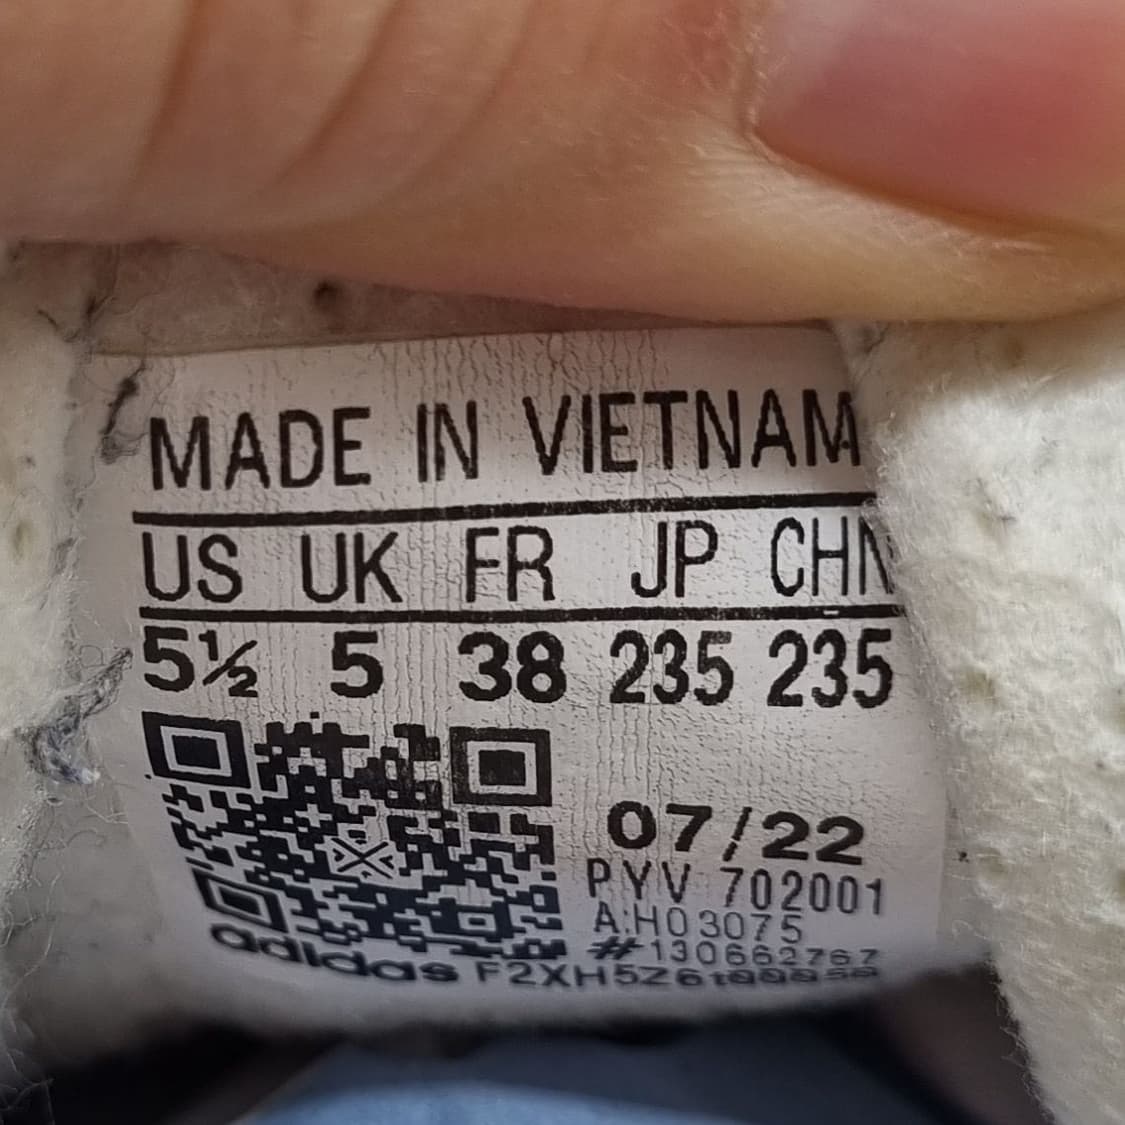 MADE IN VIETNAM
US UK FR JP CHN
5½ 5 38 235 235
07/22
PYV 702001
A:H03075
#130662767
adidas